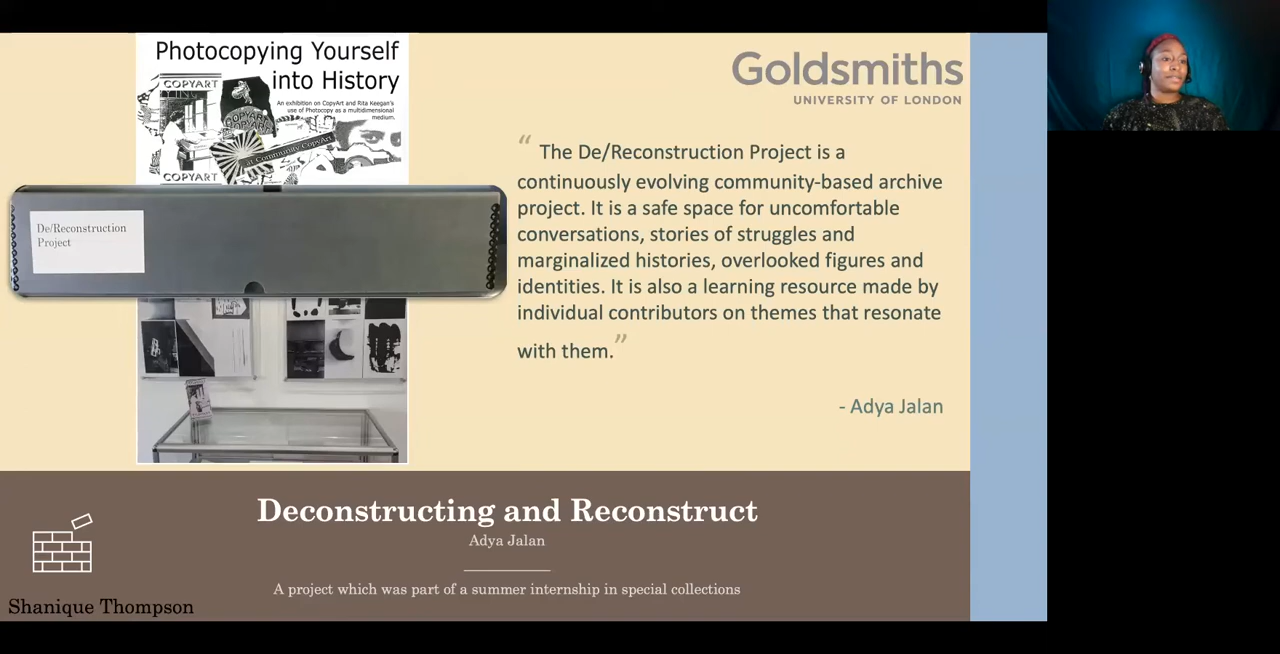 Photocopying Yourself
into History
An exhibition on CopyArt and Rita Keegan's
use of Photocopy as a multidimensional
medium.
COPYART
COPYART
at Community CopyArt
COPYART
De/Reconstruction
Project
Goldsmiths
UNIVERSITY OF LONDON
“ The De/Reconstruction Project is a
continuously evolving community-based archive
project. It is a safe space for uncomfortable
conversations, stories of struggles and
marginalized histories, overlooked figures and
identities. It is also a learning resource made by
individual contributors on themes that resonate
with them.”
- Adya Jalan
Deconstructing and Reconstruct
Adya Jalan
A project which was part of a summer internship in special collections
Shanique Thompson